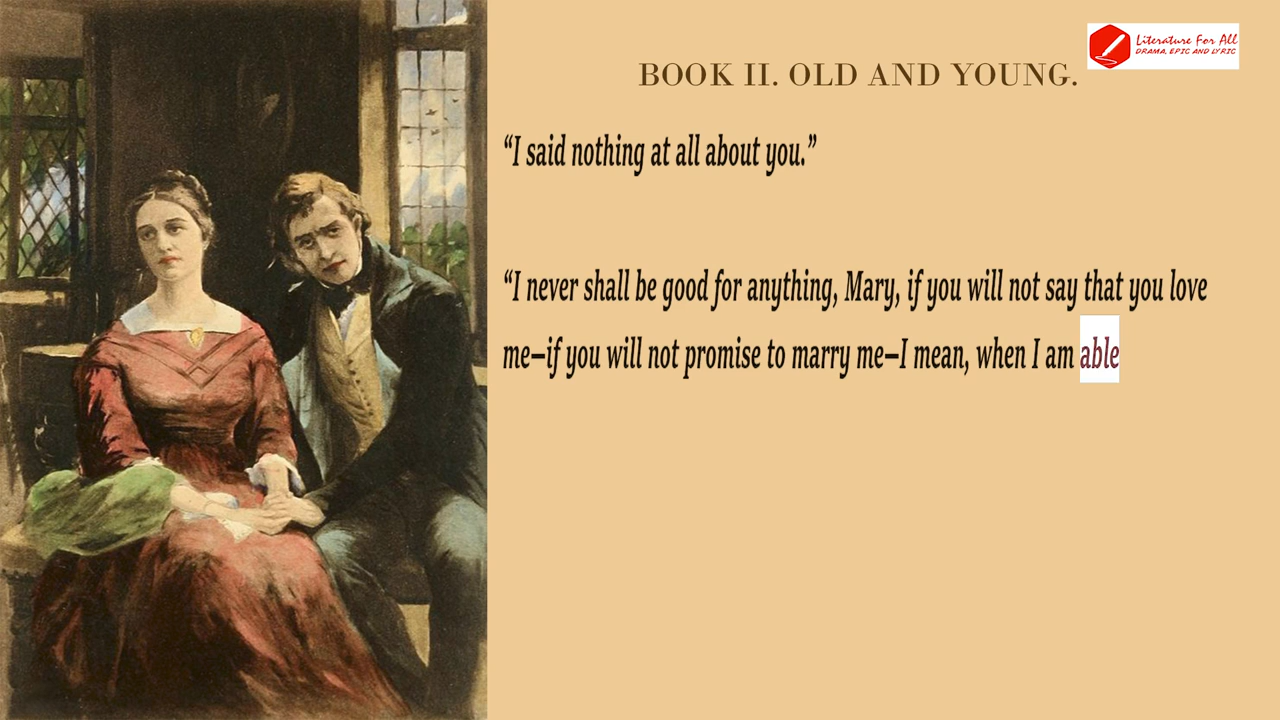 Literature For All
DRAMA, EPIC AND LYRIC
BOOK II. OLD AND YOUNG.
“I said nothing at all about you.”
“I never shall be good for anything, Mary, if you will not say that you love
me—if you will not promise to marry me—I mean, when I am able